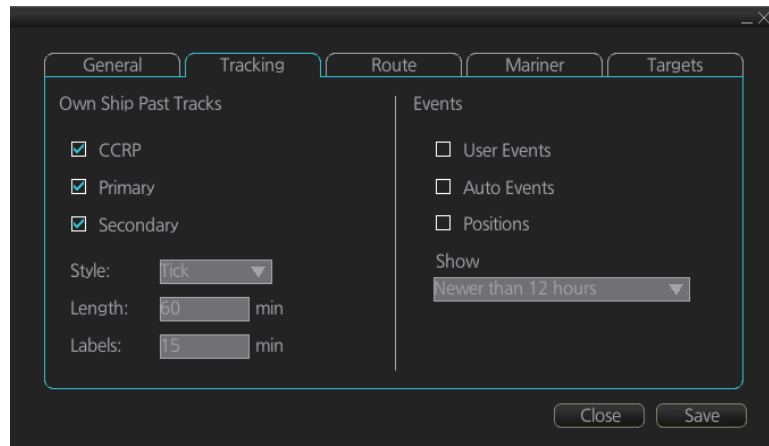 General Tracking Route Mariner Targets
Own Ship Past Tracks
CCRP
Primary
Secondary
Style: Tick
Length: 60 min
Labels: 15 min
Events
User Events
Auto Events
Positions
Show
Newer than 12 hours
Close Save